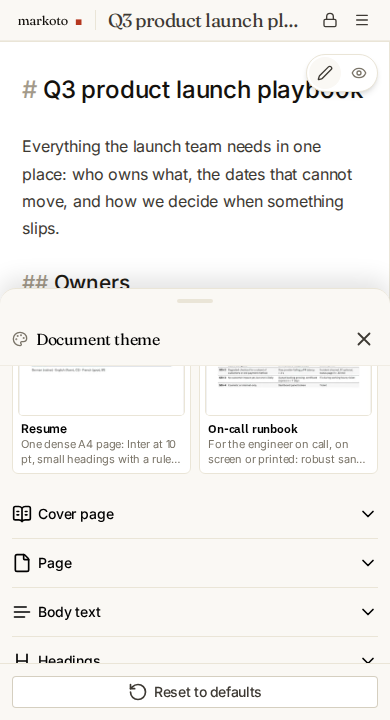 markoto
Q3 product launch pl...
# Q3 product launch playbook
Everything the launch team needs in one
place: who owns what, the dates that cannot
move, and how we decide when something
slips.
## Owners
Document theme
Resume
One dense A4 page: Inter at 10
pt, small headings with a rule...
On-call runbook
For the engineer on call, on
screen or printed: robust san...
Cover page
Page
Body text
Headings
Reset to defaults